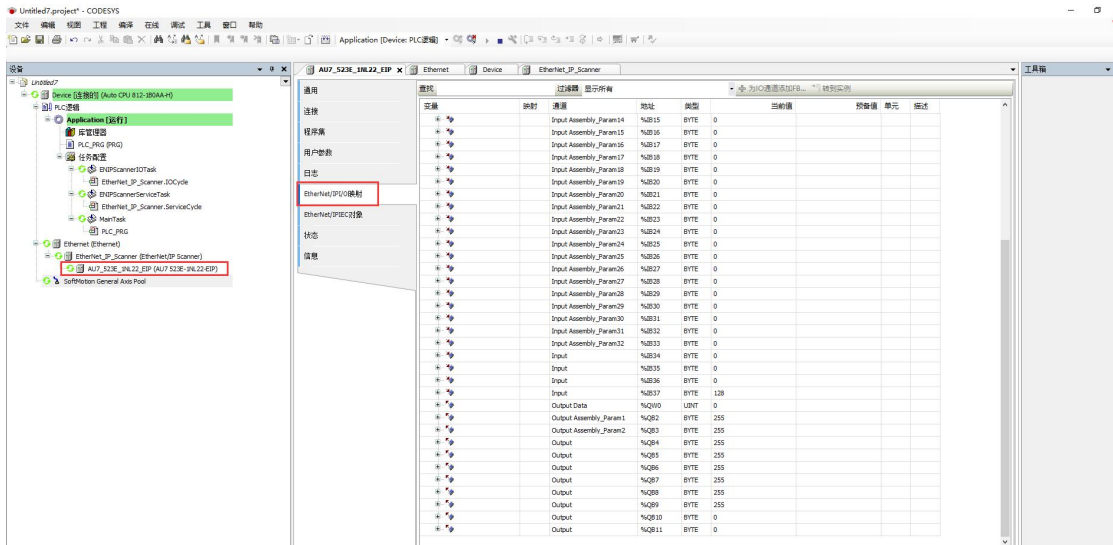 Untitled7.project* - CODESYS
文件 编辑 视图 工程 编译 在线 调试 工具 窗口 帮助
Application [Device: PLC逻辑]
设备
AU7_523E_1NL22_EIP
Ethernet
Device
EtherNet_IP_Scanner
工具箱
Untitled7
Device [连接的] (Auto CPU 812-1B0AA-H)
PLC逻辑
Application [运行]
库管理器
PLC_PRG (PRG)
任务配置
ENIPScannerIOTask
EtherNet_IP_Scanner.IOCycle
ENIPScannerServiceTask
EtherNet_IP_Scanner.ServiceCycle
MainTask
PLC_PRG
Ethernet (Ethernet)
EtherNet_IP_Scanner (EtherNet/IP Scanner)
AU7_523E_1NL22_EIP (AU7 523E-1NL22-EIP)
SoftMotion General Axis Pool
通用
连接
程序集
用户参数
日志
EtherNet/IPI/O映射
EtherNet/IPIEC对象
状态
信息
查找 过滤器 显示所有 为IO通道添加FB... 转到实例
变量 映射 通道 地址 类型 当前值 预备值 单元 描述
Input Assembly_Param14 %IB15 BYTE 0
Input Assembly_Param15 %IB16 BYTE 0
Input Assembly_Param16 %IB17 BYTE 0
Input Assembly_Param17 %IB18 BYTE 0
Input Assembly_Param18 %IB19 BYTE 0
Input Assembly_Param19 %IB20 BYTE 0
Input Assembly_Param20 %IB21 BYTE 0
Input Assembly_Param21 %IB22 BYTE 0
Input Assembly_Param22 %IB23 BYTE 0
Input Assembly_Param23 %IB24 BYTE 0
Input Assembly_Param24 %IB25 BYTE 0
Input Assembly_Param25 %IB26 BYTE 0
Input Assembly_Param26 %IB27 BYTE 0
Input Assembly_Param27 %IB28 BYTE 0
Input Assembly_Param28 %IB29 BYTE 0
Input Assembly_Param29 %IB30 BYTE 0
Input Assembly_Param30 %IB31 BYTE 0
Input Assembly_Param31 %IB32 BYTE 0
Input Assembly_Param32 %IB33 BYTE 0
Input %IB34 BYTE 0
Input %IB35 BYTE 0
Input %IB36 BYTE 0
Input %IB37 BYTE 128
Output Data %QW0 UINT 0
Output Assembly_Param1 %QB2 BYTE 255
Output Assembly_Param2 %QB3 BYTE 255
Output %QB4 BYTE 255
Output %QB5 BYTE 255
Output %QB6 BYTE 255
Output %QB7 BYTE 255
Output %QB8 BYTE 255
Output %QB9 BYTE 255
Output %QB10 BYTE 0
Output %QB11 BYTE 0